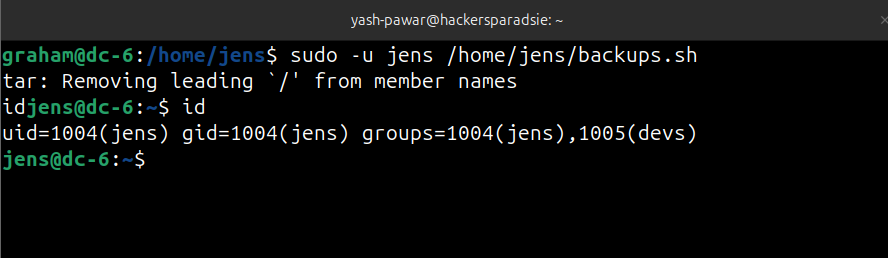 yash-pawar@hackersparadsie: ~
graham@dc-6:/home/jens$ sudo -u jens /home/jens/backups.sh
tar: Removing leading `/' from member names
idjens@dc-6:~$ id
uid=1004(jens) gid=1004(jens) groups=1004(jens),1005(devs)
jens@dc-6:~$